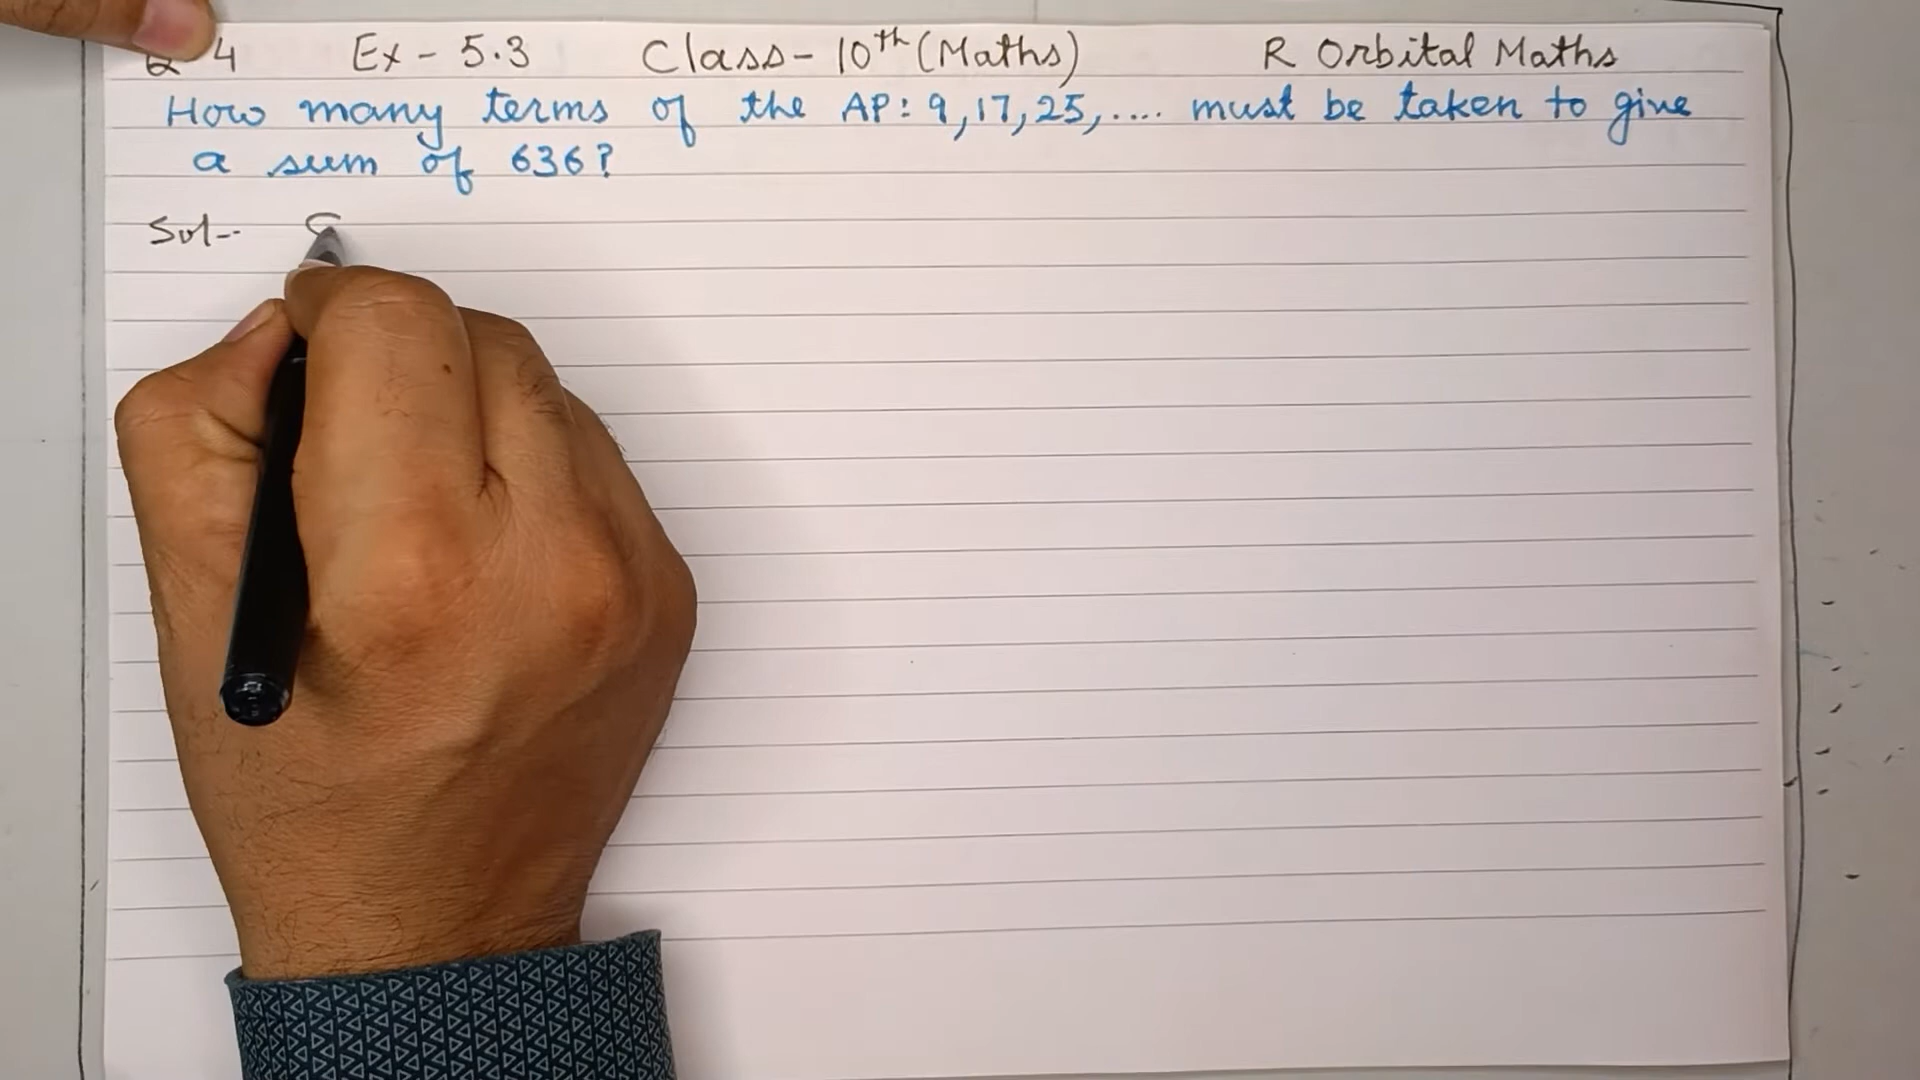 Q 4 Ex - 5.3 Class - 10th (Maths) R Orbital Maths
How many terms of the AP: 9, 17, 25, .... must be taken to give
a sum of 636?
Sol-. S